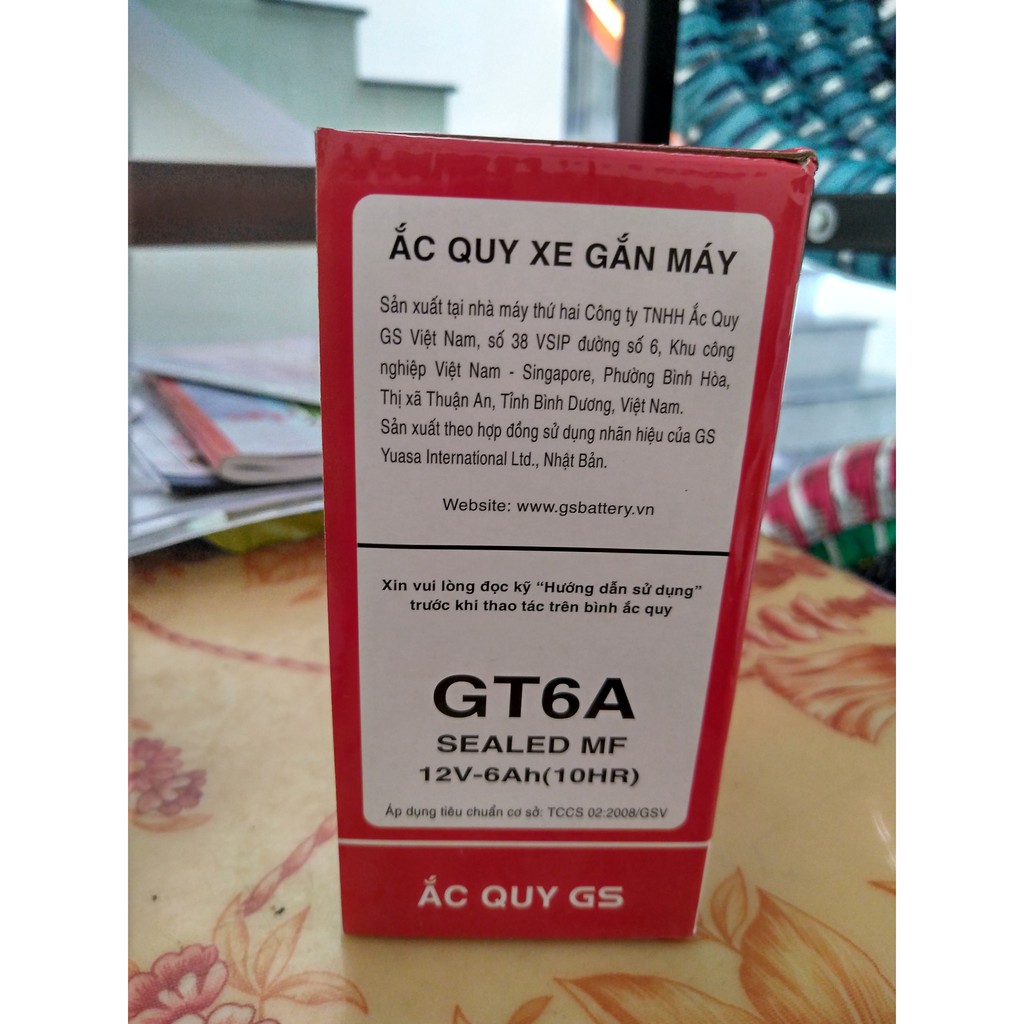 ẮC QUY XE GẮN MÁY
Sản xuất tại nhà máy thứ hai Công ty TNHH Ắc Quy
GS Việt Nam, số 38 VSIP đường số 6, Khu công
nghiệp Việt Nam - Singapore, Phường Bình Hòa,
Thị xã Thuận An, Tỉnh Bình Dương, Việt Nam.
Sản xuất theo hợp đồng sử dụng nhãn hiệu của GS
Yuasa International Ltd., Nhật Bản.
Website: www.gsbattery.vn
Xin vui lòng đọc kỹ “Hướng dẫn sử dụng”
trước khi thao tác trên bình ắc quy
GT6A
SEALED MF
12V-6Ah(10HR)
Áp dụng tiêu chuẩn cơ sở: TCCS 02:2008/GSV
ẮC QUY GS